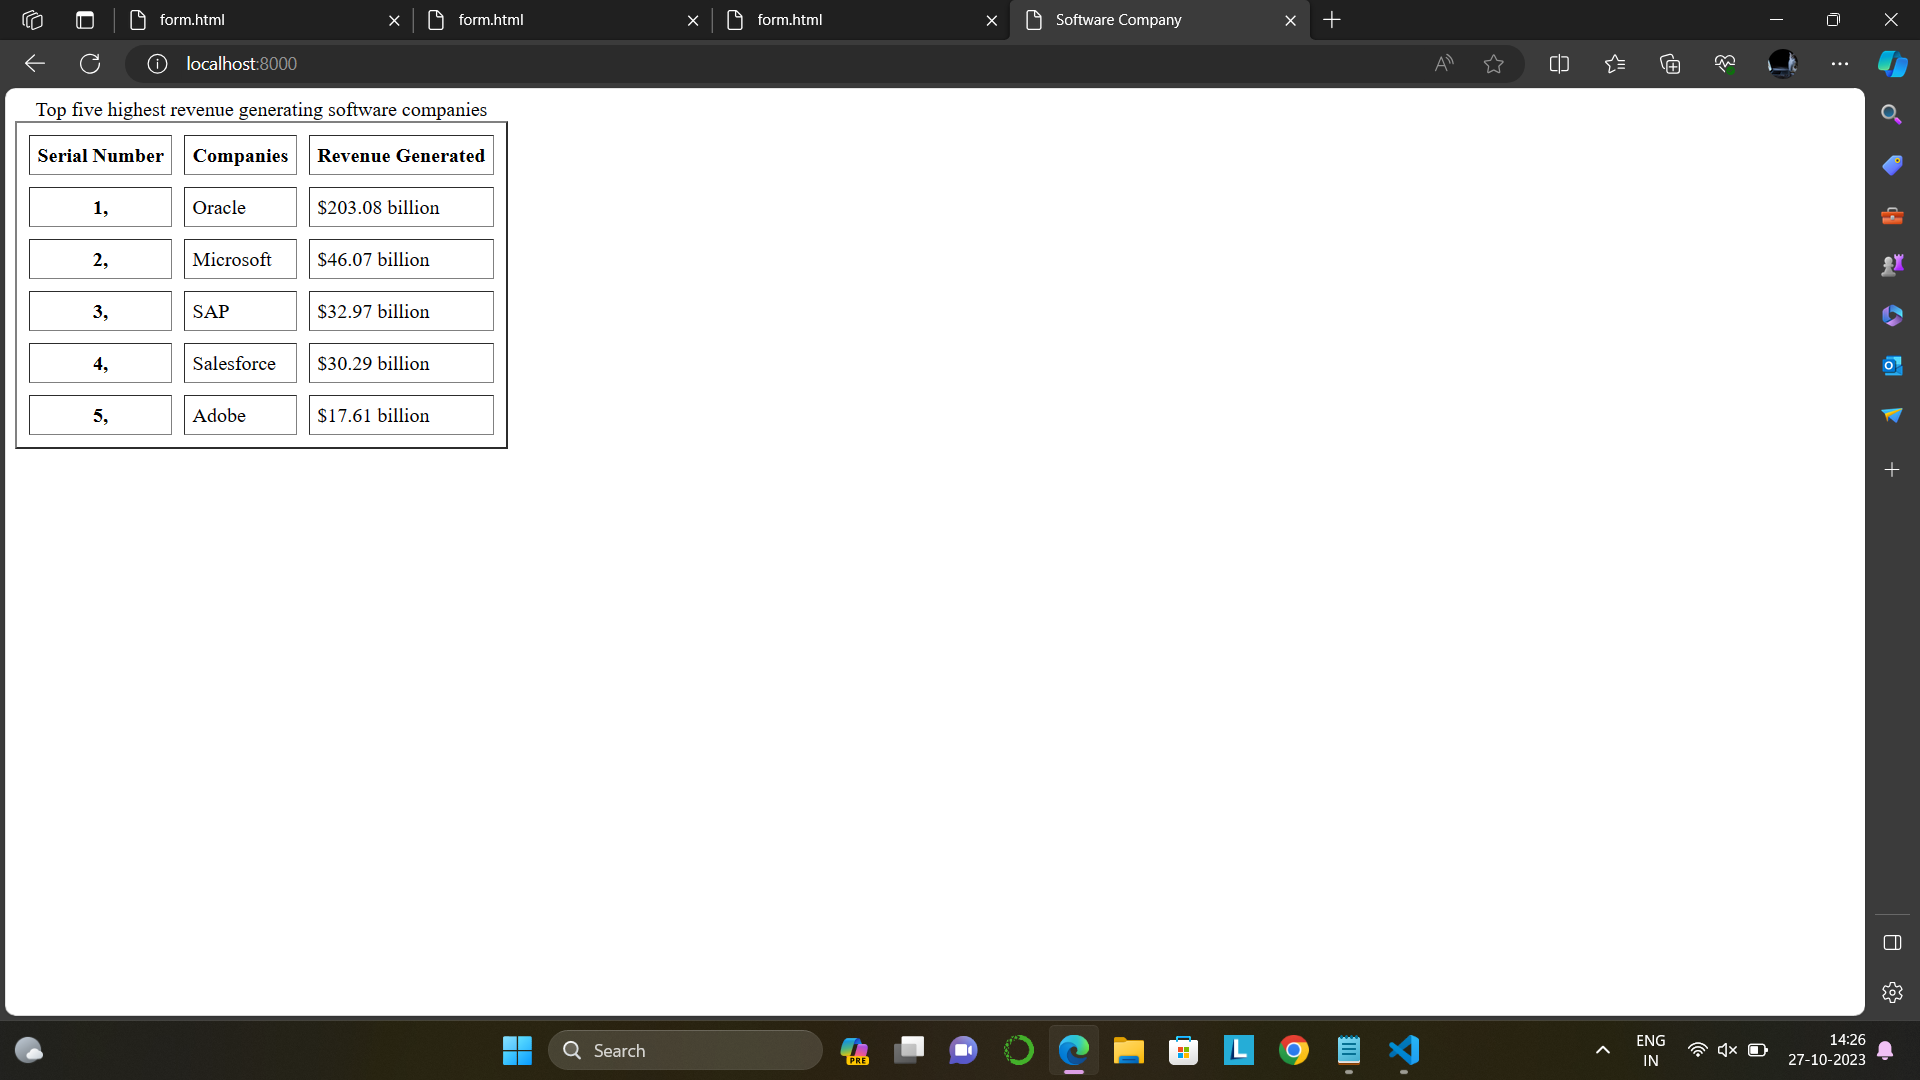 form.html
form.html
form.html
Software Company
localhost:8000
Top five highest revenue generating software companies
Serial Number Companies Revenue Generated
1, Oracle $203.08 billion
2, Microsoft $46.07 billion
3, SAP $32.97 billion
4, Salesforce $30.29 billion
5, Adobe $17.61 billion
Search
PRE
L
ENG
IN
14:26
27-10-2023